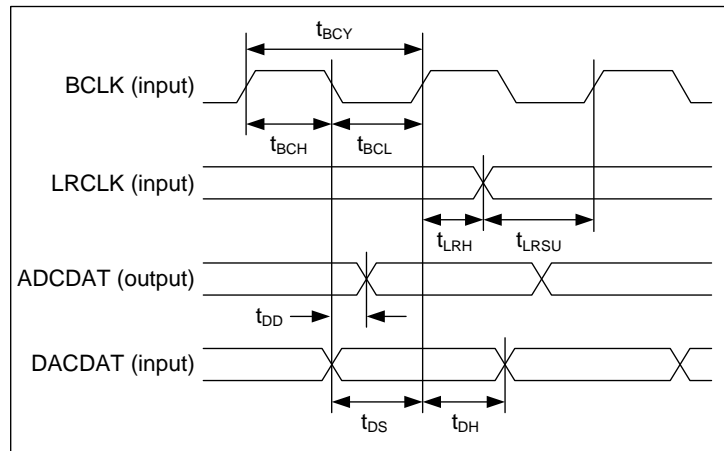 tBCY
BCLK (input)
tBCH
tBCL
LRCLK (input)
tLRH
tLRSU
ADCDAT (output)
tDD
DACDAT (input)
tDS
tDH